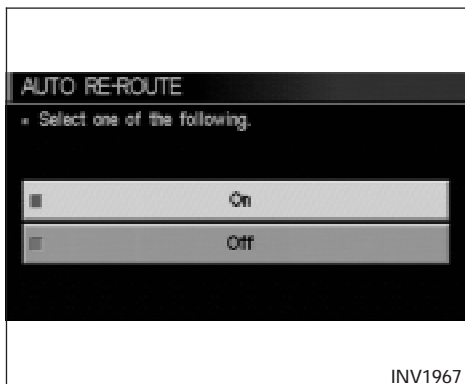 AUTO RE-ROUTE
Select one of the following.
On
Off
INV1967